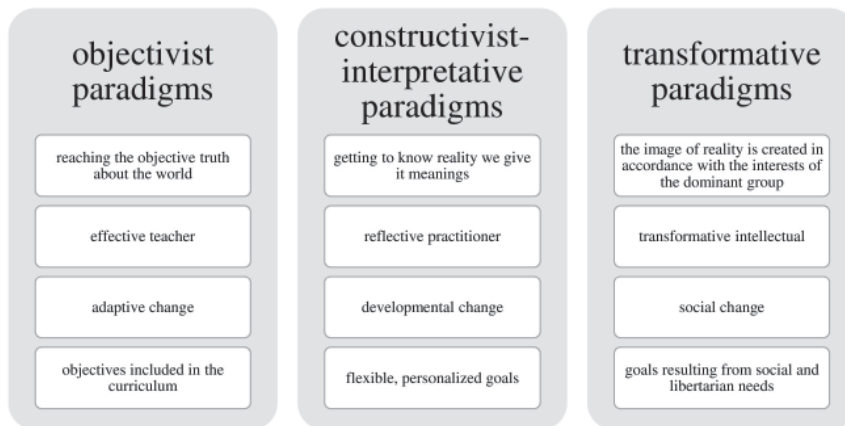 objectivist
paradigms
reaching the objective truth
about the world
effective teacher
adaptive change
objectives included in the
curriculum
constructivist-
interpretative
paradigms
getting to know reality we give
it meanings
reflective practitioner
developmental change
flexible, personalized goals
transformative
paradigms
the image of reality is created in
accordance with the interests of
the dominant group
transformative intellectual
social change
goals resulting from social and
libertarian needs